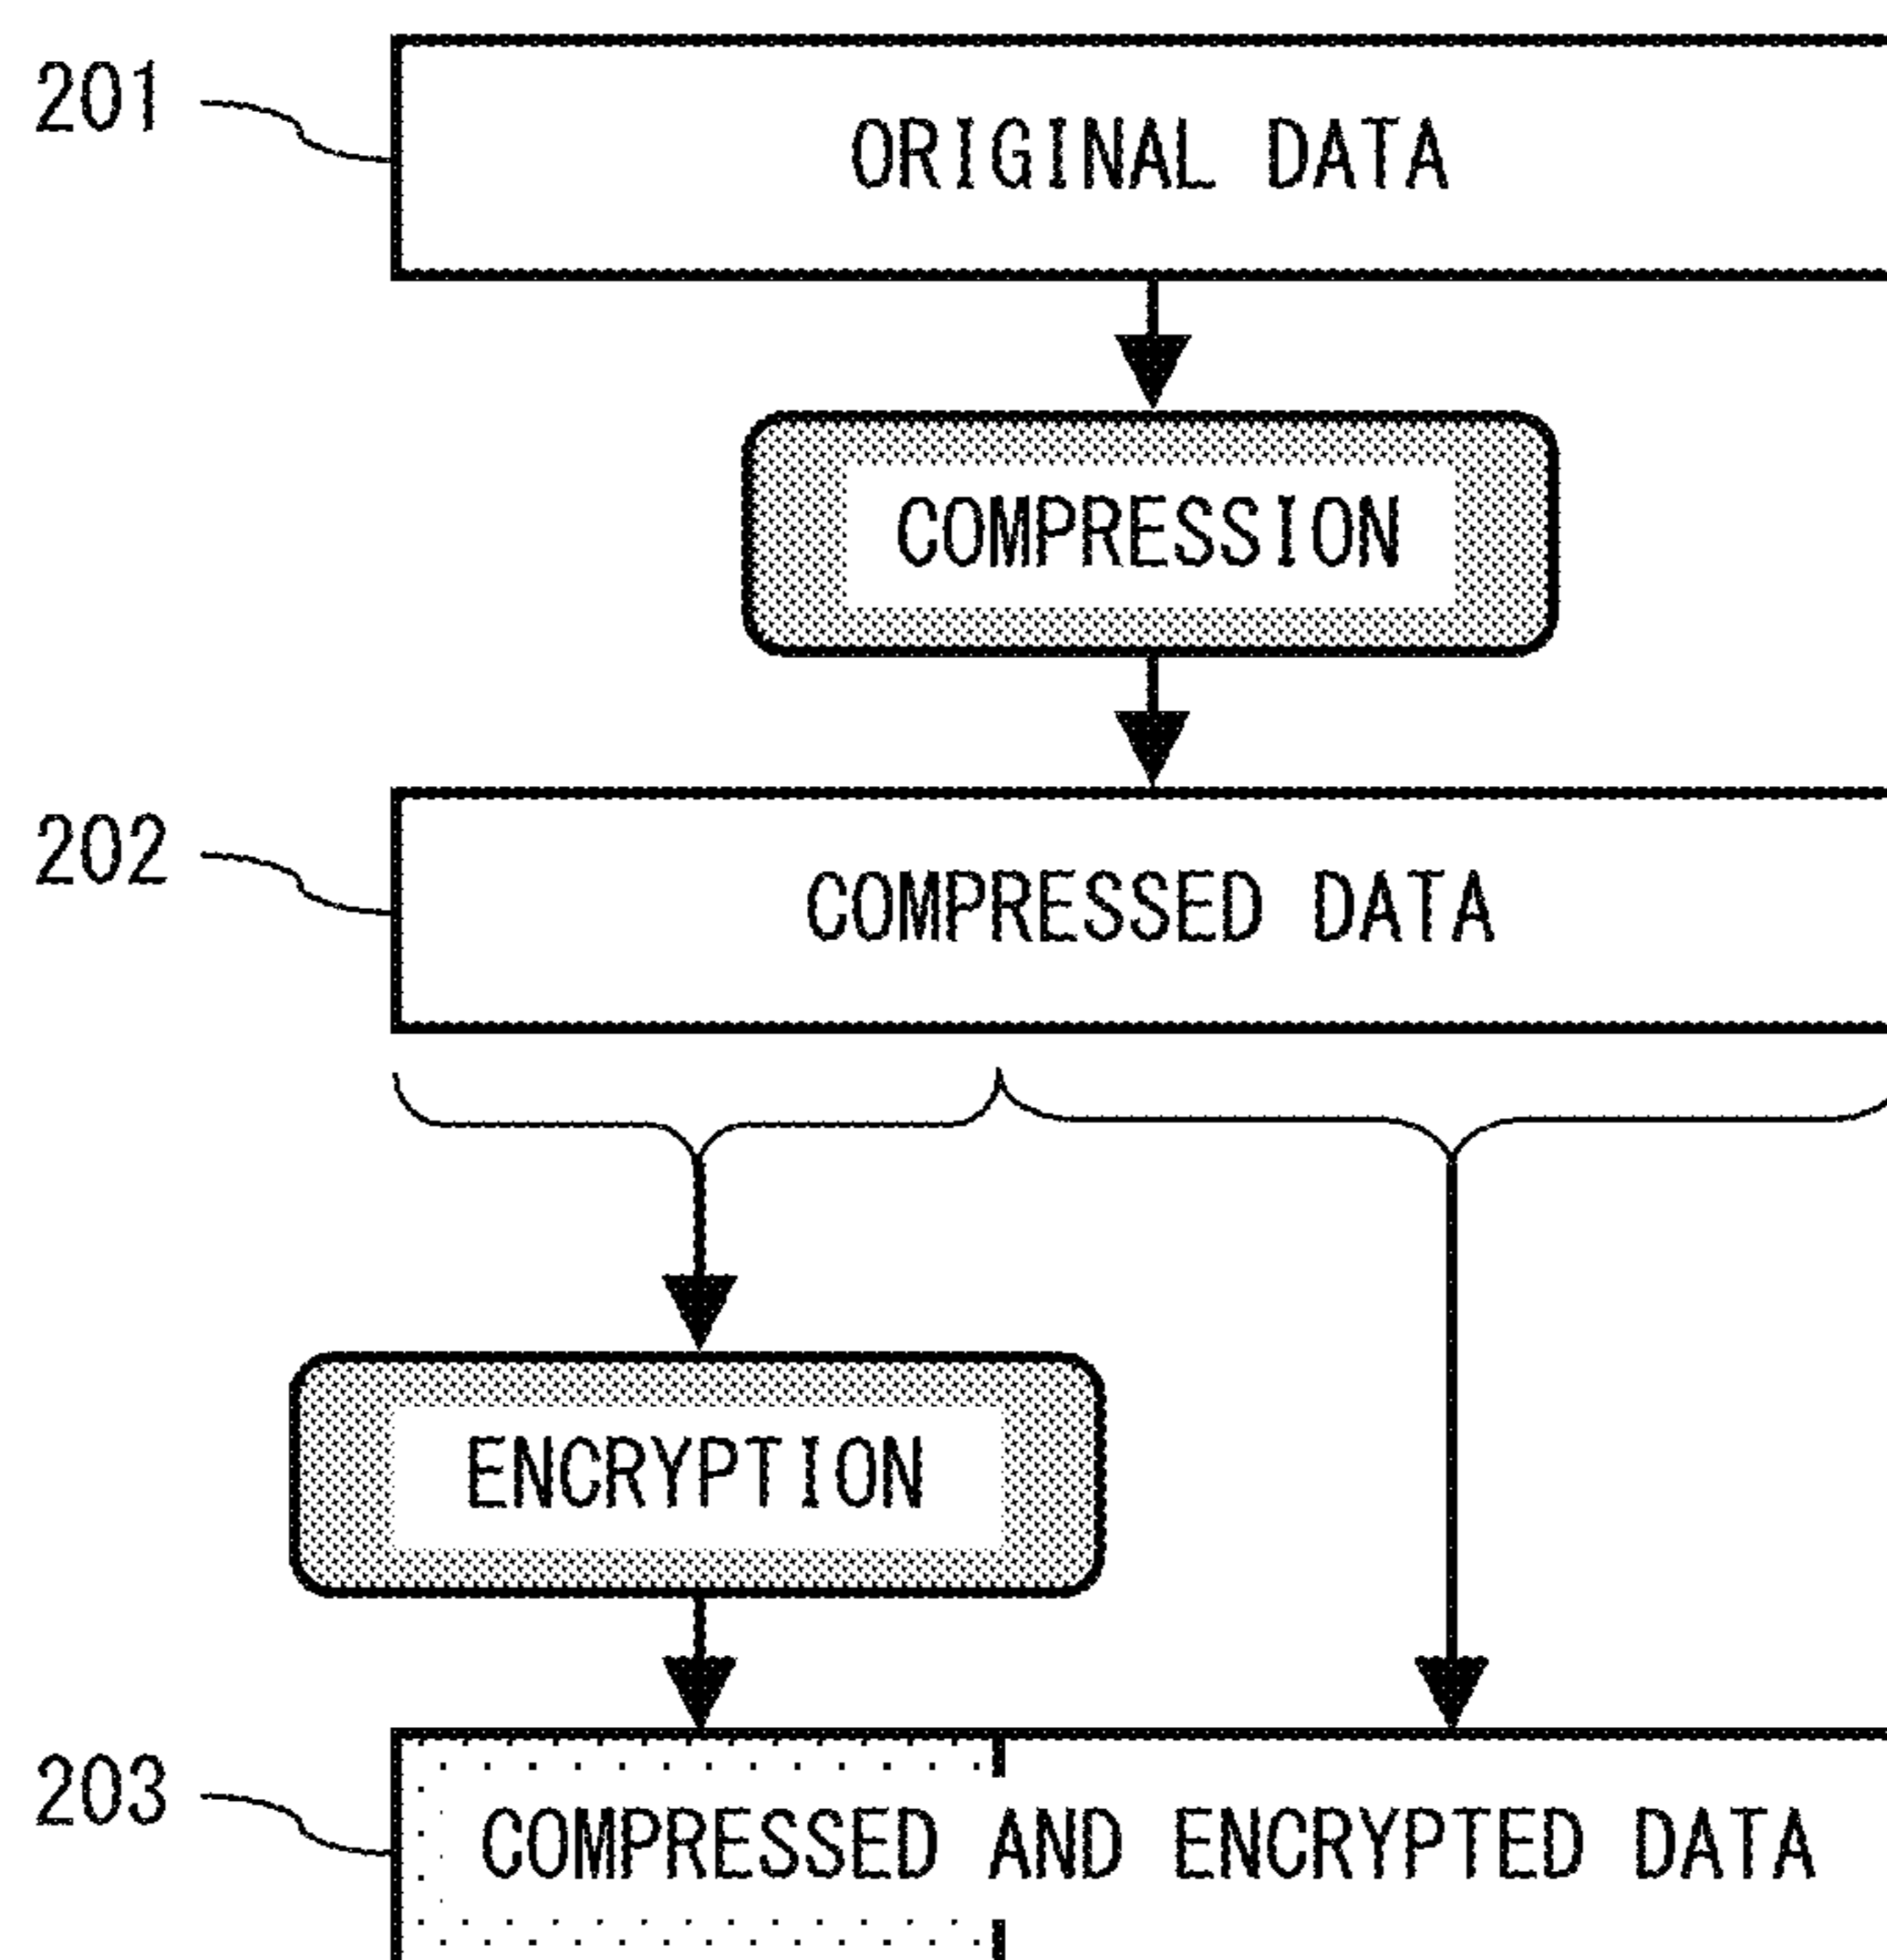 201
ORIGINAL DATA
COMPRESSION
202
COMPRESSED DATA
ENCRYPTION
203
COMPRESSED AND ENCRYPTED DATA